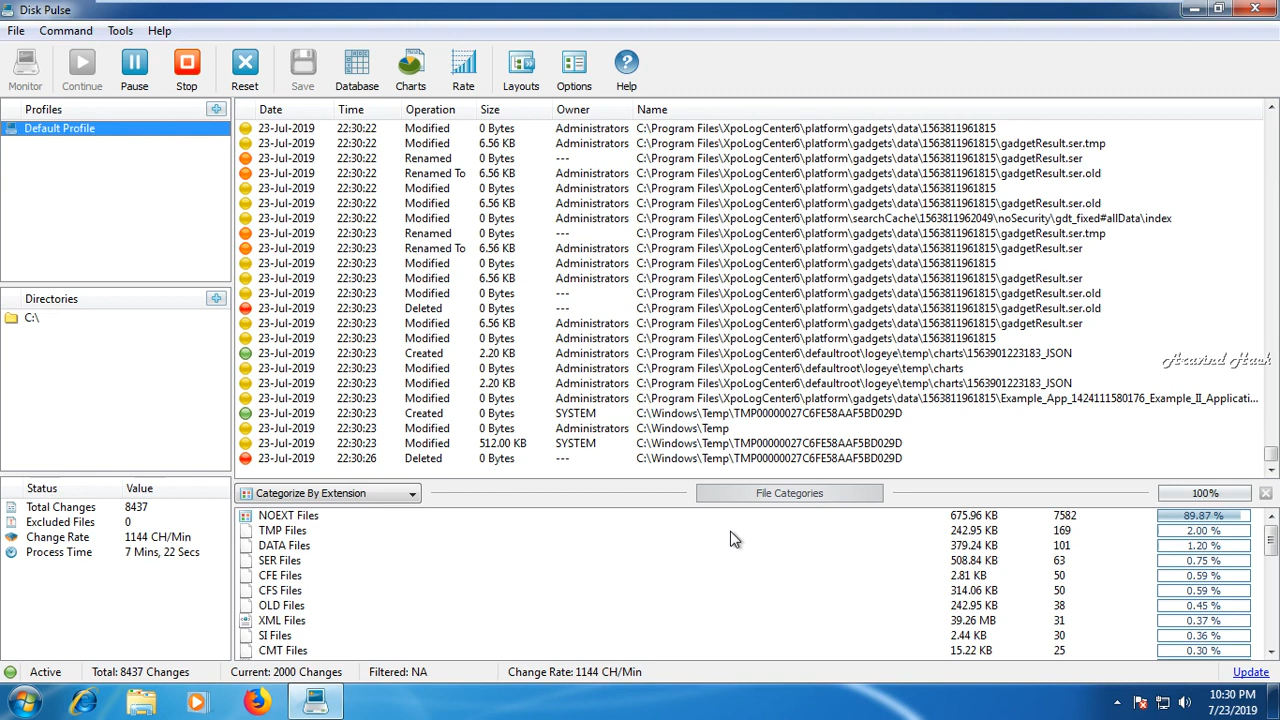 Disk Pulse
File Command Tools Help
Monitor Continue Pause Stop Reset Save Database Charts Rate Layouts Options Help
Profiles
Default Profile
Directories
C:\
Status Value
Total Changes 8437
Excluded Files 0
Change Rate 1144 CH/Min
Process Time 7 Mins, 22 Secs
Date Time Operation Size Owner Name
23-Jul-2019 22:30:22 Modified 0 Bytes Administrators C:\Program Files\XpoLogCenter6\platform\gadgets\data\1563811961815
23-Jul-2019 22:30:22 Modified 6.56 KB Administrators C:\Program Files\XpoLogCenter6\platform\gadgets\data\1563811961815\gadgetResult.ser.tmp
23-Jul-2019 22:30:22 Renamed 0 Bytes --- C:\Program Files\XpoLogCenter6\platform\gadgets\data\1563811961815\gadgetResult.ser
23-Jul-2019 22:30:22 Renamed To 6.56 KB Administrators C:\Program Files\XpoLogCenter6\platform\gadgets\data\1563811961815\gadgetResult.ser.old
23-Jul-2019 22:30:22 Modified 0 Bytes Administrators C:\Program Files\XpoLogCenter6\platform\gadgets\data\1563811961815
23-Jul-2019 22:30:22 Modified 6.56 KB Administrators C:\Program Files\XpoLogCenter6\platform\gadgets\data\1563811961815\gadgetResult.ser.old
23-Jul-2019 22:30:22 Modified 0 Bytes Administrators C:\Program Files\XpoLogCenter6\platform\searchCache\1563811962049\noSecurity\gdt_fixed#allData\index
23-Jul-2019 22:30:23 Renamed 0 Bytes --- C:\Program Files\XpoLogCenter6\platform\gadgets\data\1563811961815\gadgetResult.ser.tmp
23-Jul-2019 22:30:23 Renamed To 6.56 KB Administrators C:\Program Files\XpoLogCenter6\platform\gadgets\data\1563811961815\gadgetResult.ser
23-Jul-2019 22:30:23 Modified 0 Bytes Administrators C:\Program Files\XpoLogCenter6\platform\gadgets\data\1563811961815
23-Jul-2019 22:30:23 Modified 6.56 KB Administrators C:\Program Files\XpoLogCenter6\platform\gadgets\data\1563811961815\gadgetResult.ser
23-Jul-2019 22:30:23 Modified 0 Bytes --- C:\Program Files\XpoLogCenter6\platform\gadgets\data\1563811961815\gadgetResult.ser.old
23-Jul-2019 22:30:23 Deleted 0 Bytes --- C:\Program Files\XpoLogCenter6\platform\gadgets\data\1563811961815\gadgetResult.ser.old
23-Jul-2019 22:30:23 Modified 6.56 KB Administrators C:\Program Files\XpoLogCenter6\platform\gadgets\data\1563811961815\gadgetResult.ser
23-Jul-2019 22:30:23 Modified 0 Bytes Administrators C:\Program Files\XpoLogCenter6\platform\gadgets\data\1563811961815
23-Jul-2019 22:30:23 Created 2.20 KB Administrators C:\Program Files\XpoLogCenter6\defaultroot\logeye\temp\charts\1563901223183_JSON
23-Jul-2019 22:30:23 Modified 0 Bytes Administrators C:\Program Files\XpoLogCenter6\defaultroot\logeye\temp\charts
23-Jul-2019 22:30:23 Modified 2.20 KB Administrators C:\Program Files\XpoLogCenter6\defaultroot\logeye\temp\charts\1563901223183_JSON
23-Jul-2019 22:30:23 Modified 0 Bytes Administrators C:\Program Files\XpoLogCenter6\platform\gadgets\data\1563811961815\Example_App_1424111580176_Example_II_Applicati...
23-Jul-2019 22:30:23 Created 0 Bytes SYSTEM C:\Windows\Temp\TMP00000027C6FE58AAF5BD029D
23-Jul-2019 22:30:23 Modified 0 Bytes Administrators C:\Windows\Temp
23-Jul-2019 22:30:23 Modified 512.00 KB SYSTEM C:\Windows\Temp\TMP00000027C6FE58AAF5BD029D
23-Jul-2019 22:30:26 Deleted 0 Bytes --- C:\Windows\Temp\TMP00000027C6FE58AAF5BD029D
Aravind Hack
Categorize By Extension File Categories 100%
NOEXT Files 675.96 KB 7582 89.87 %
TMP Files 242.95 KB 169 2.00 %
DATA Files 379.24 KB 101 1.20 %
SER Files 508.84 KB 63 0.75 %
CFE Files 2.81 KB 50 0.59 %
CFS Files 314.06 KB 50 0.59 %
OLD Files 242.95 KB 38 0.45 %
XML Files 39.26 MB 31 0.37 %
SI Files 2.44 KB 30 0.36 %
CMT Files 15.22 KB 25 0.30 %
Active Total: 8437 Changes Current: 2000 Changes Filtered: NA Change Rate: 1144 CH/Min Update
10:30 PM
7/23/2019